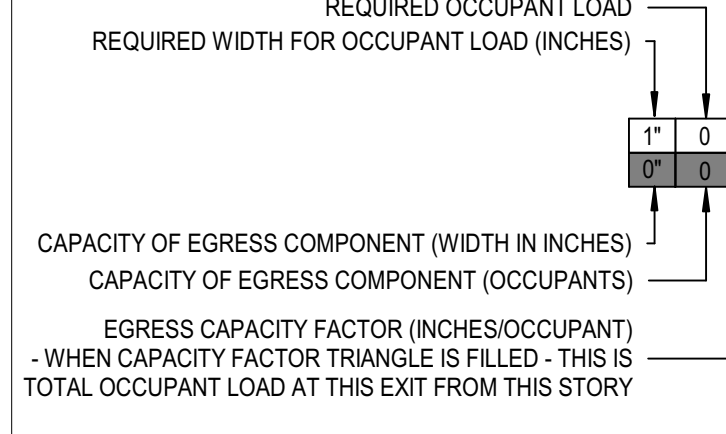 REQUIRED OCCUPANT LOAD
REQUIRED WIDTH FOR OCCUPANT LOAD (INCHES)
1" 0
0" 0
CAPACITY OF EGRESS COMPONENT (WIDTH IN INCHES)
CAPACITY OF EGRESS COMPONENT (OCCUPANTS)
EGRESS CAPACITY FACTOR (INCHES/OCCUPANT)
- WHEN CAPACITY FACTOR TRIANGLE IS FILLED - THIS IS
TOTAL OCCUPANT LOAD AT THIS EXIT FROM THIS STORY